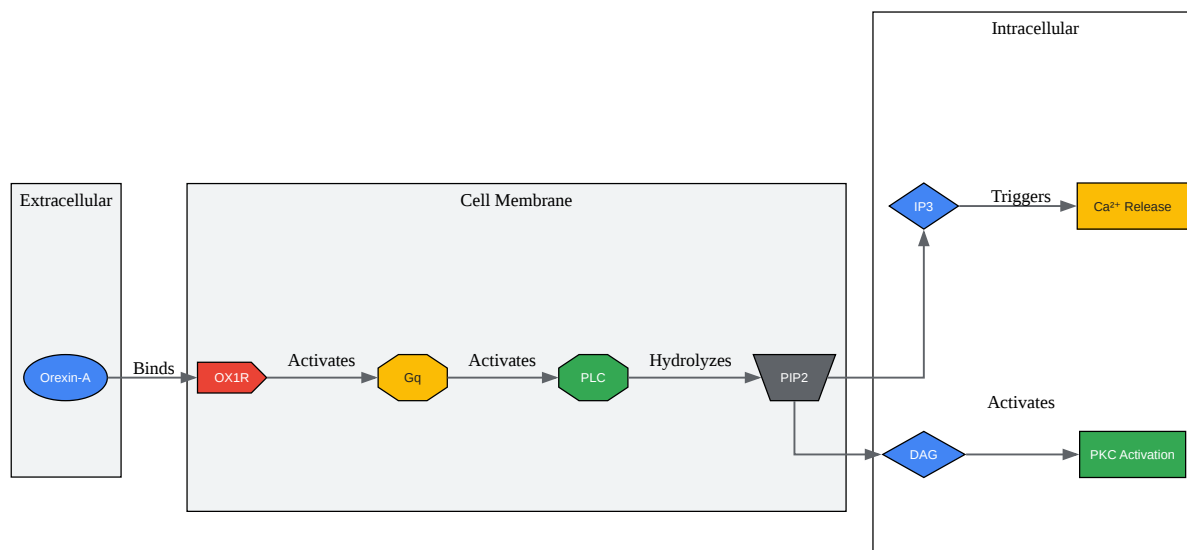 Intracellular
Extracellular
Cell Membrane
IP3
Triggers
Ca²⁺ Release
Orexin-A
Binds
OX1R
Activates
Gq
Activates
PLC
Hydrolyzes
PIP2
Activates
DAG
PKC Activation